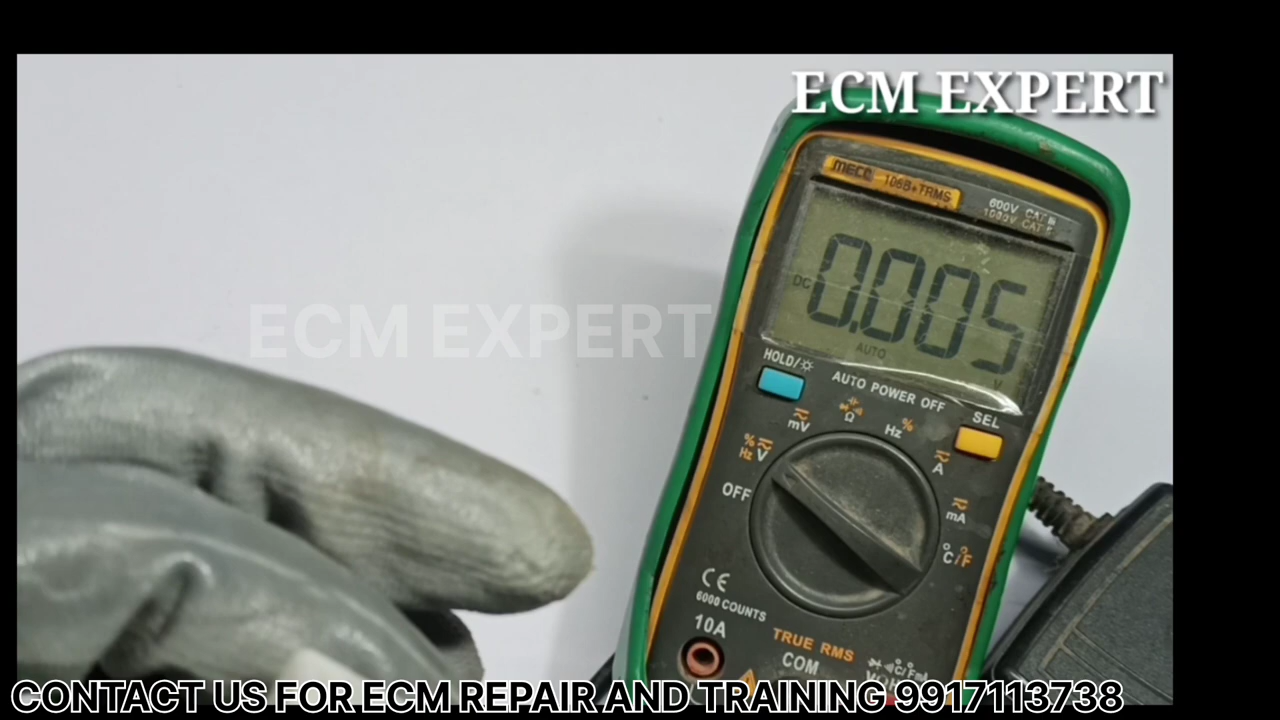 ECM EXPERT
meco 106B+TRMS
600V CAT III
1000V CAT II
DC 0.005
AUTO V
HOLD/
AUTO POWER OFF
SEL
mV
Ω
Hz %
% Hz V
A
OFF
mA
°C/°F
CE
6000 COUNTS
10A
TRUE RMS
COM
ECM EXPERT
CONTACT US FOR ECM REPAIR AND TRAINING 9917113738